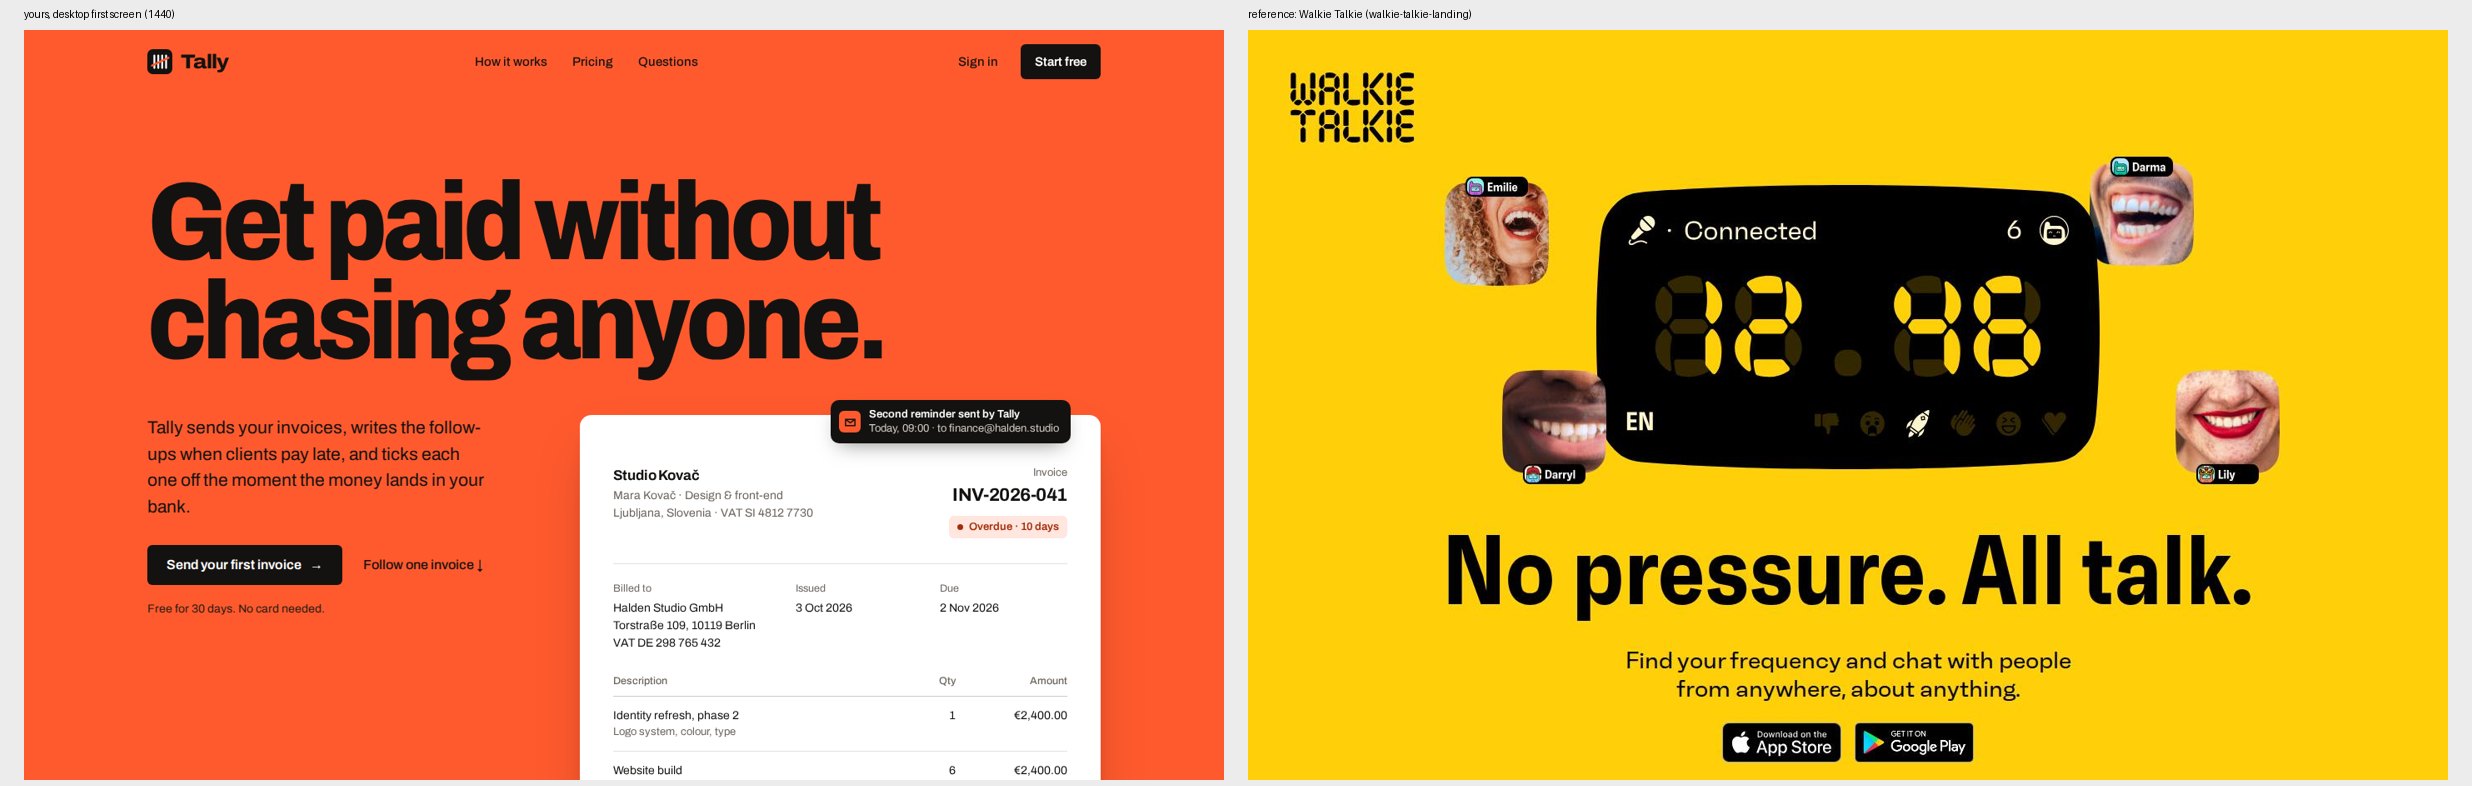 yours, desktop first screen (1440)
Tally
How it works Pricing Questions
Sign in
Start free
Get paid without
chasing anyone.
Tally sends your invoices, writes the follow-
ups when clients pay late, and ticks each
one off the moment the money lands in your
bank.
Send your first invoice →
Follow one invoice ↓
Free for 30 days. No card needed.
Second reminder sent by Tally
Today, 09:00 · to finance@halden.studio
Studio Kovač
Mara Kovač · Design & front-end
Ljubljana, Slovenia · VAT SI 4812 7730
Invoice
INV-2026-041
Overdue · 10 days
Billed to
Halden Studio GmbH
Torstraße 109, 10119 Berlin
VAT DE 298 765 432
Issued
3 Oct 2026
Due
2 Nov 2026
Description Qty Amount
Identity refresh, phase 2 1 €2,400.00
Logo system, colour, type
Website build 6 €2,400.00
reference: Walkie Talkie (walkie-talkie-landing)
WALKIE
TALKIE
Emilie
Darma
· Connected
6
12.46
EN
Darryl
Lily
No pressure. All talk.
Find your frequency and chat with people
from anywhere, about anything.
Download on the
App Store
GET IT ON
Google Play